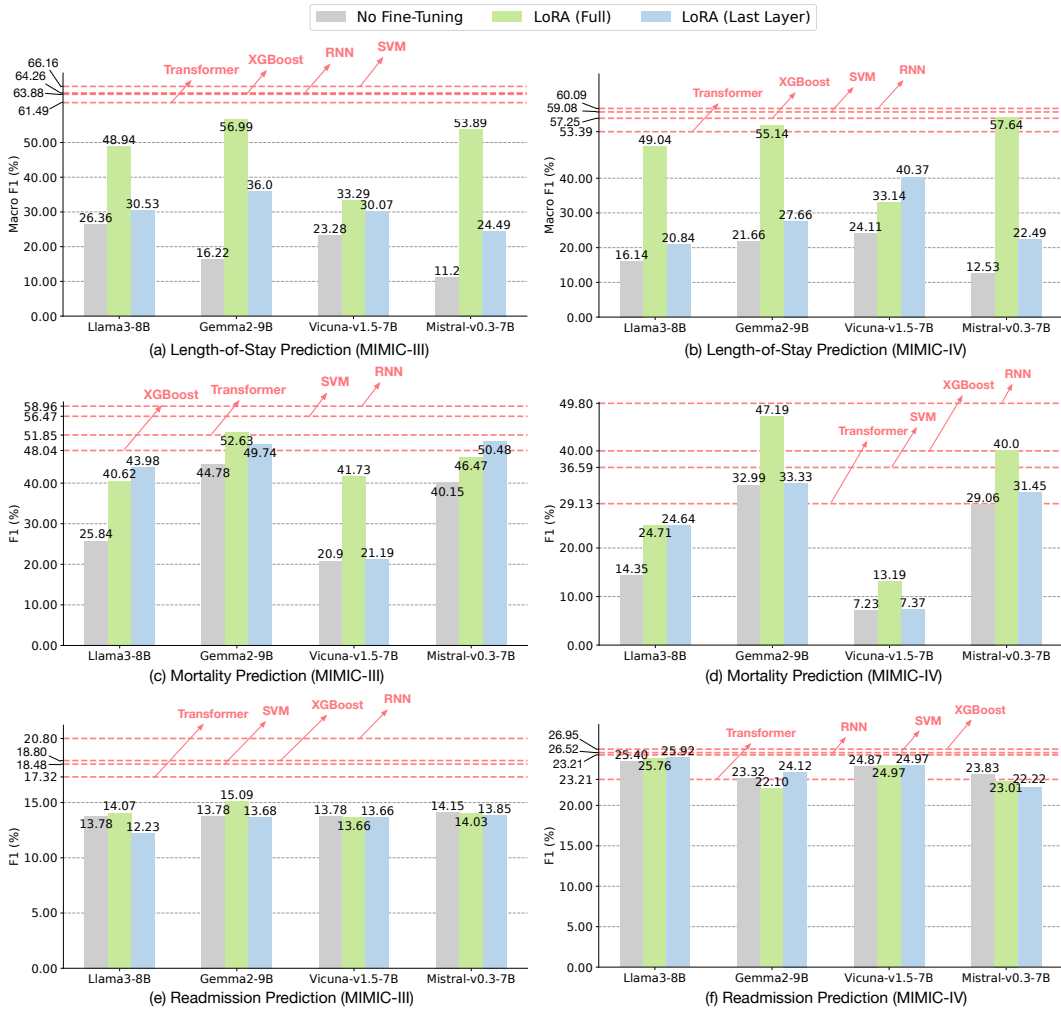 No Fine-Tuning LoRA (Full) LoRA (Last Layer)
66.16
64.26
63.88
61.49
Transformer XGBoost RNN SVM
50.00
40.00
30.00
20.00
10.00
0.00
Macro F1 (%)
26.36 48.94 30.53
16.22 56.99 36.0
23.28 33.29 30.07
11.2 53.89 24.49
Llama3-8B Gemma2-9B Vicuna-v1.5-7B Mistral-v0.3-7B
(a) Length-of-Stay Prediction (MIMIC-III)
60.09
59.08
57.25
53.39
Transformer XGBoost SVM RNN
40.00
30.00
20.00
10.00
0.00
Macro F1 (%)
16.14 49.04 20.84
21.66 55.14 27.66
24.11 33.14 40.37
12.53 57.64 22.49
Llama3-8B Gemma2-9B Vicuna-v1.5-7B Mistral-v0.3-7B
(b) Length-of-Stay Prediction (MIMIC-IV)
58.96
56.47
51.85
48.04
XGBoost Transformer SVM RNN
40.00
30.00
20.00
10.00
0.00
F1 (%)
25.84 40.62 43.98
44.78 52.63 49.74
20.9 41.73 21.19
40.15 46.47 50.48
Llama3-8B Gemma2-9B Vicuna-v1.5-7B Mistral-v0.3-7B
(c) Mortality Prediction (MIMIC-III)
49.80
40.00
36.59
29.13
Transformer SVM XGBoost RNN
20.00
10.00
0.00
F1 (%)
14.35 24.71 24.64
32.99 47.19 33.33
7.23 13.19 7.37
29.06 40.0 31.45
Llama3-8B Gemma2-9B Vicuna-v1.5-7B Mistral-v0.3-7B
(d) Mortality Prediction (MIMIC-IV)
20.80
18.80
18.48
17.32
Transformer SVM XGBoost RNN
15.00
10.00
5.00
0.00
F1 (%)
13.78 14.07 12.23
13.78 15.09 13.68
13.78 13.66 13.66
14.15 14.03 13.85
Llama3-8B Gemma2-9B Vicuna-v1.5-7B Mistral-v0.3-7B
(e) Readmission Prediction (MIMIC-III)
26.95
26.52
23.21
23.21
Transformer RNN SVM XGBoost
20.00
15.00
10.00
5.00
0.00
F1 (%)
25.40 25.76 25.92
23.32 22.10 24.12
24.87 24.97 24.97
23.83 23.01 22.22
Llama3-8B Gemma2-9B Vicuna-v1.5-7B Mistral-v0.3-7B
(f) Readmission Prediction (MIMIC-IV)